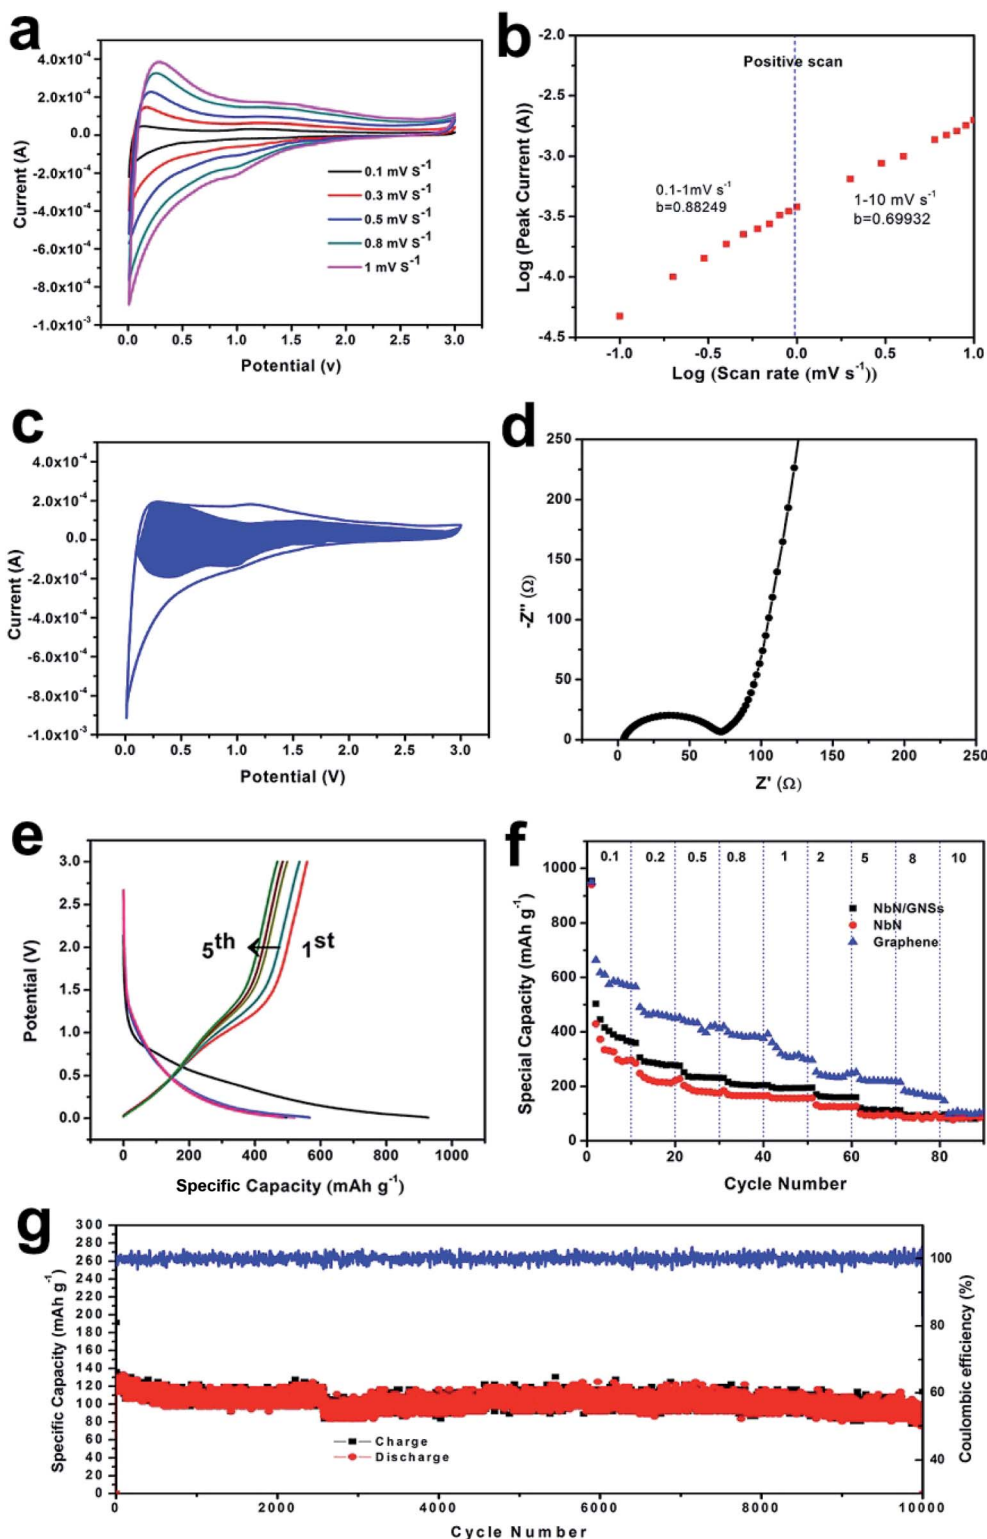 a
4.0x10⁻⁴
2.0x10⁻⁴
0.0
-2.0x10⁻⁴
-4.0x10⁻⁴
-6.0x10⁻⁴
-8.0x10⁻⁴
-1.0x10⁻³
Current (A)
0.1 mV S⁻¹
0.3 mV S⁻¹
0.5 mV S⁻¹
0.8 mV S⁻¹
1 mV S⁻¹
0.0 0.5 1.0 1.5 2.0 2.5 3.0
Potential (v)
b
-2.0
-2.5
-3.0
-3.5
-4.0
-4.5
Log (Peak Current (A))
Positive scan
0.1-1mV s⁻¹
b=0.88249
1-10 mV s⁻¹
b=0.69932
-1.0 -0.5 0.0 0.5 1.0
Log (Scan rate (mV s⁻¹))
c
4.0x10⁻⁴
2.0x10⁻⁴
0.0
-2.0x10⁻⁴
-4.0x10⁻⁴
-6.0x10⁻⁴
-8.0x10⁻⁴
-1.0x10⁻³
Current (A)
0.0 0.5 1.0 1.5 2.0 2.5 3.0
Potential (V)
d
250
200
150
100
50
0
-Z'' (Ω)
0 50 100 150 200 250
Z' (Ω)
e
3.0
2.5
2.0
1.5
1.0
0.5
0.0
Potential (V)
5th 1st
0 200 400 600 800 1000
Specific Capacity (mAh g⁻¹)
f
1000
800
600
400
200
0
Special Capacity (mAh g⁻¹)
0.1 0.2 0.5 0.8 1 2 5 8 10
NbN/GNSs
NbN
Graphene
0 20 40 60 80
Cycle Number
g
300
280
260
240
220
200
180
160
140
120
100
80
60
40
20
0
Specific Capacity (mAh g⁻¹)
Charge
Discharge
100
80
60
40
Coulombic efficiency (%)
0 2000 4000 6000 8000 10000
Cycle Number